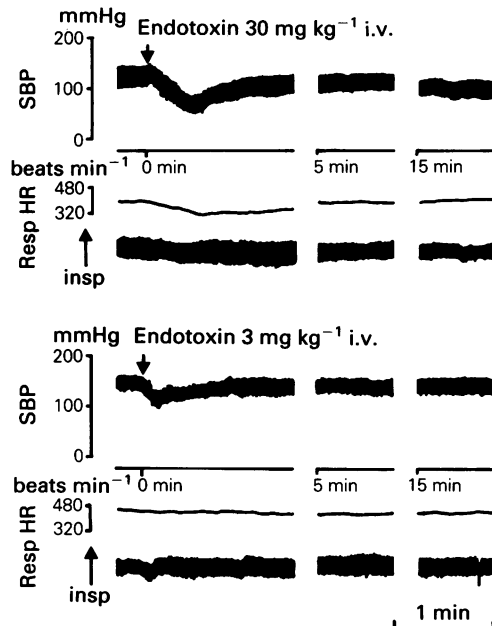 mmHg
Endotoxin 30 mg kg⁻¹ i.v.
200
100
0
SBP
beats min⁻¹
0 min
5 min
15 min
480
320
Resp HR
insp
mmHg
Endotoxin 3 mg kg⁻¹ i.v.
200
100
0
SBP
beats min⁻¹
0 min
5 min
15 min
480
320
Resp HR
insp
1 min